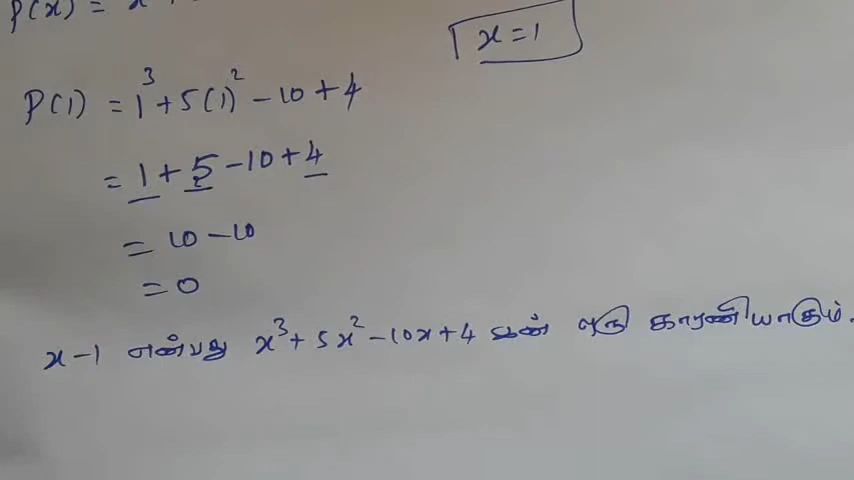 p(x) = x
x = 1
P(1) = 1³ + 5(1)² - 10 + 4
= 1 + 5 - 10 + 4
= 10 - 10
= 0
x - 1 என்பது x³ + 5x² - 10x + 4 யின் ஒரு காரணியாகும்.